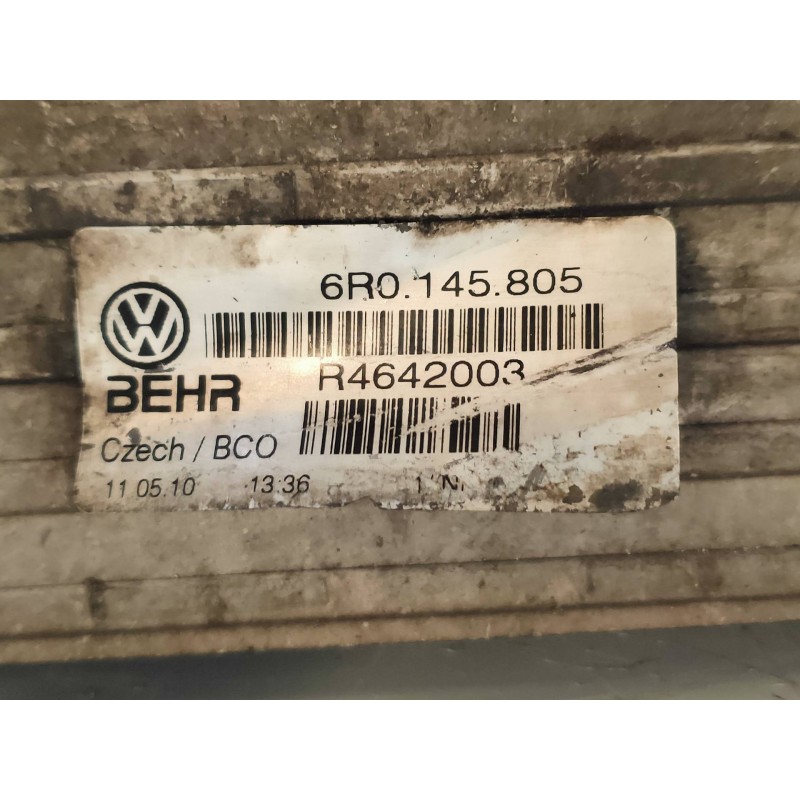 6R0.145.805
BEHR
R4642003
Czech / BCO
11 05.10 13:36